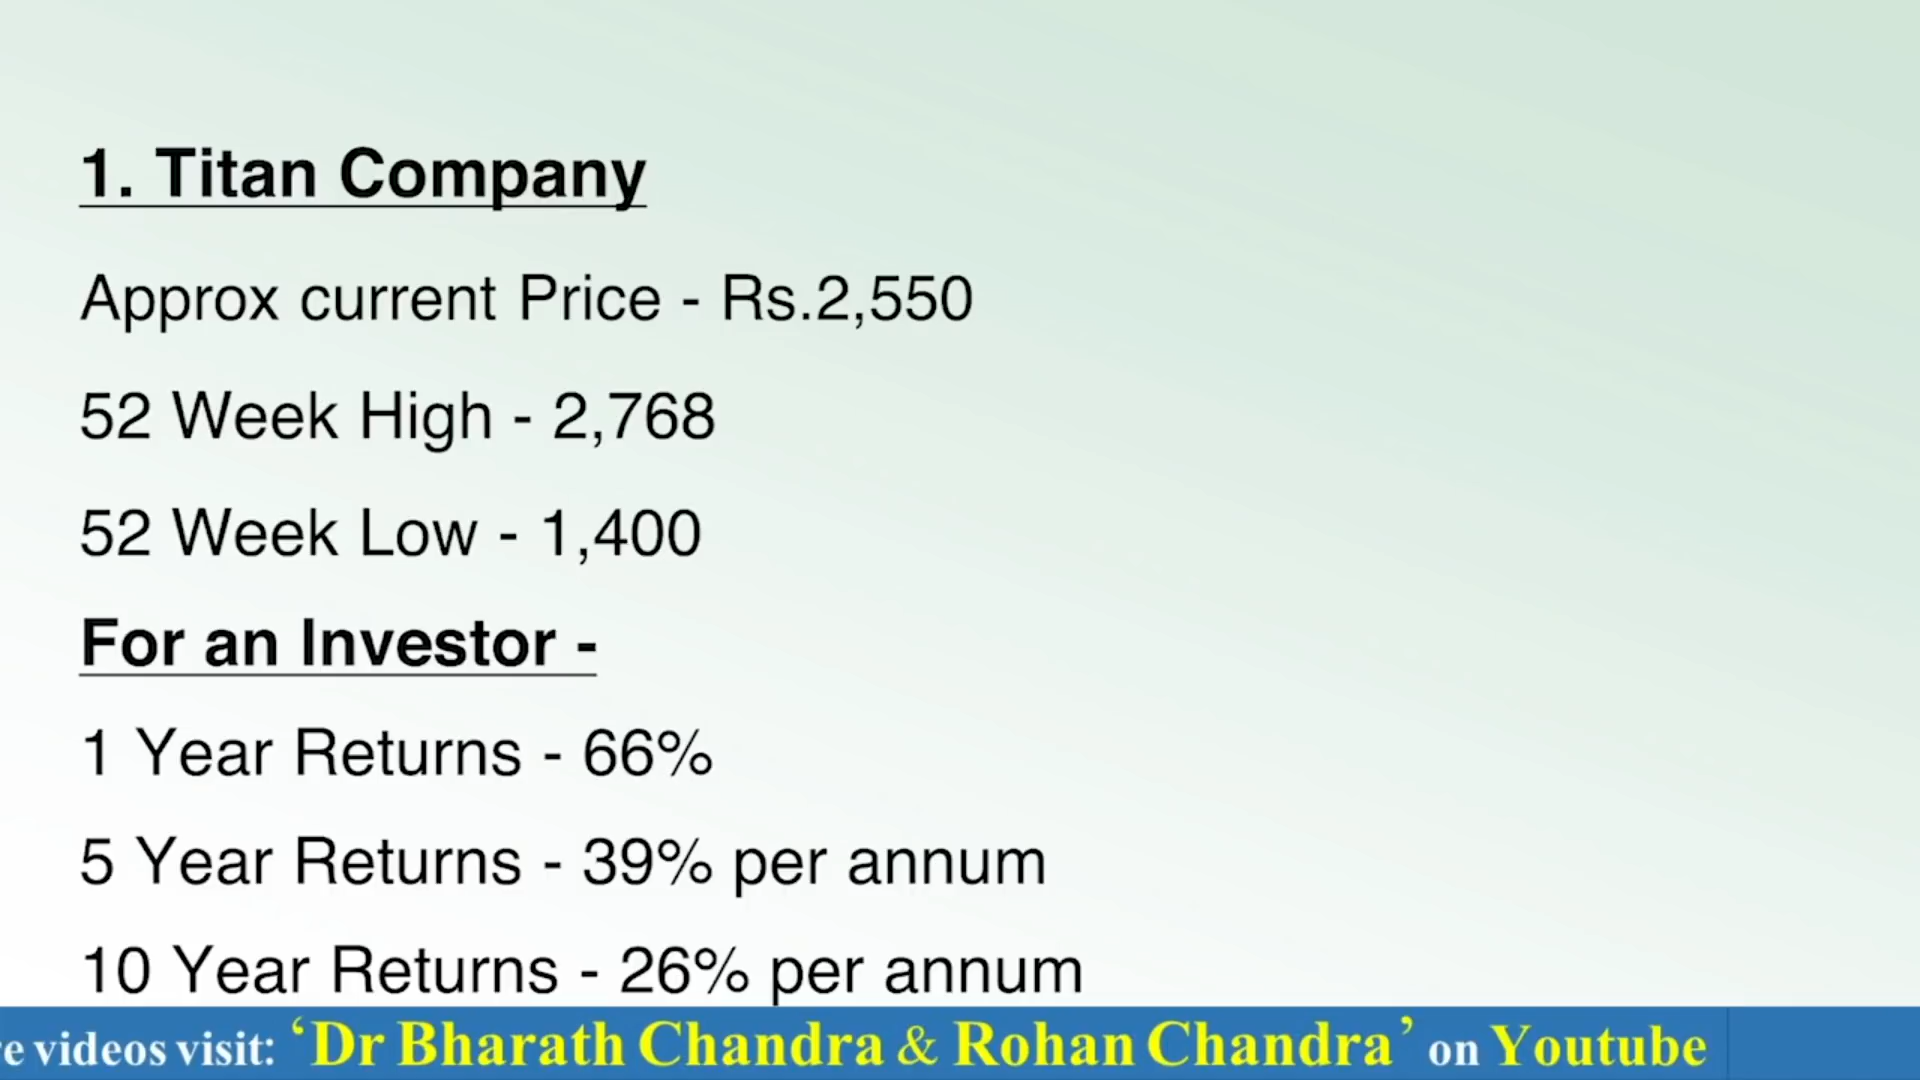 1. Titan Company
Approx current Price - Rs.2,550
52 Week High - 2,768
52 Week Low - 1,400
For an Investor -
1 Year Returns - 66%
5 Year Returns - 39% per annum
10 Year Returns - 26% per annum
videos visit: ‘Dr Bharath Chandra & Rohan Chandra’ on Youtube